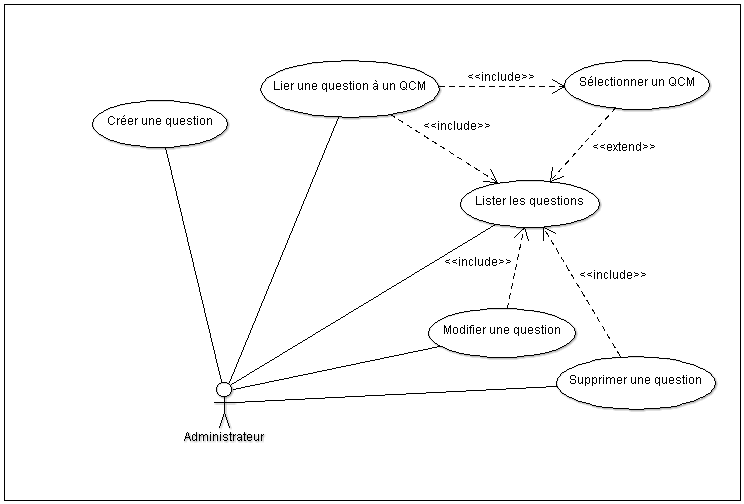 <<include>>
Lier une question à un QCM
Sélectionner un QCM
Créer une question
<<include>>
<<extend>>
Lister les questions
<<include>>
<<include>>
Modifier une question
Supprimer une question
Administrateur